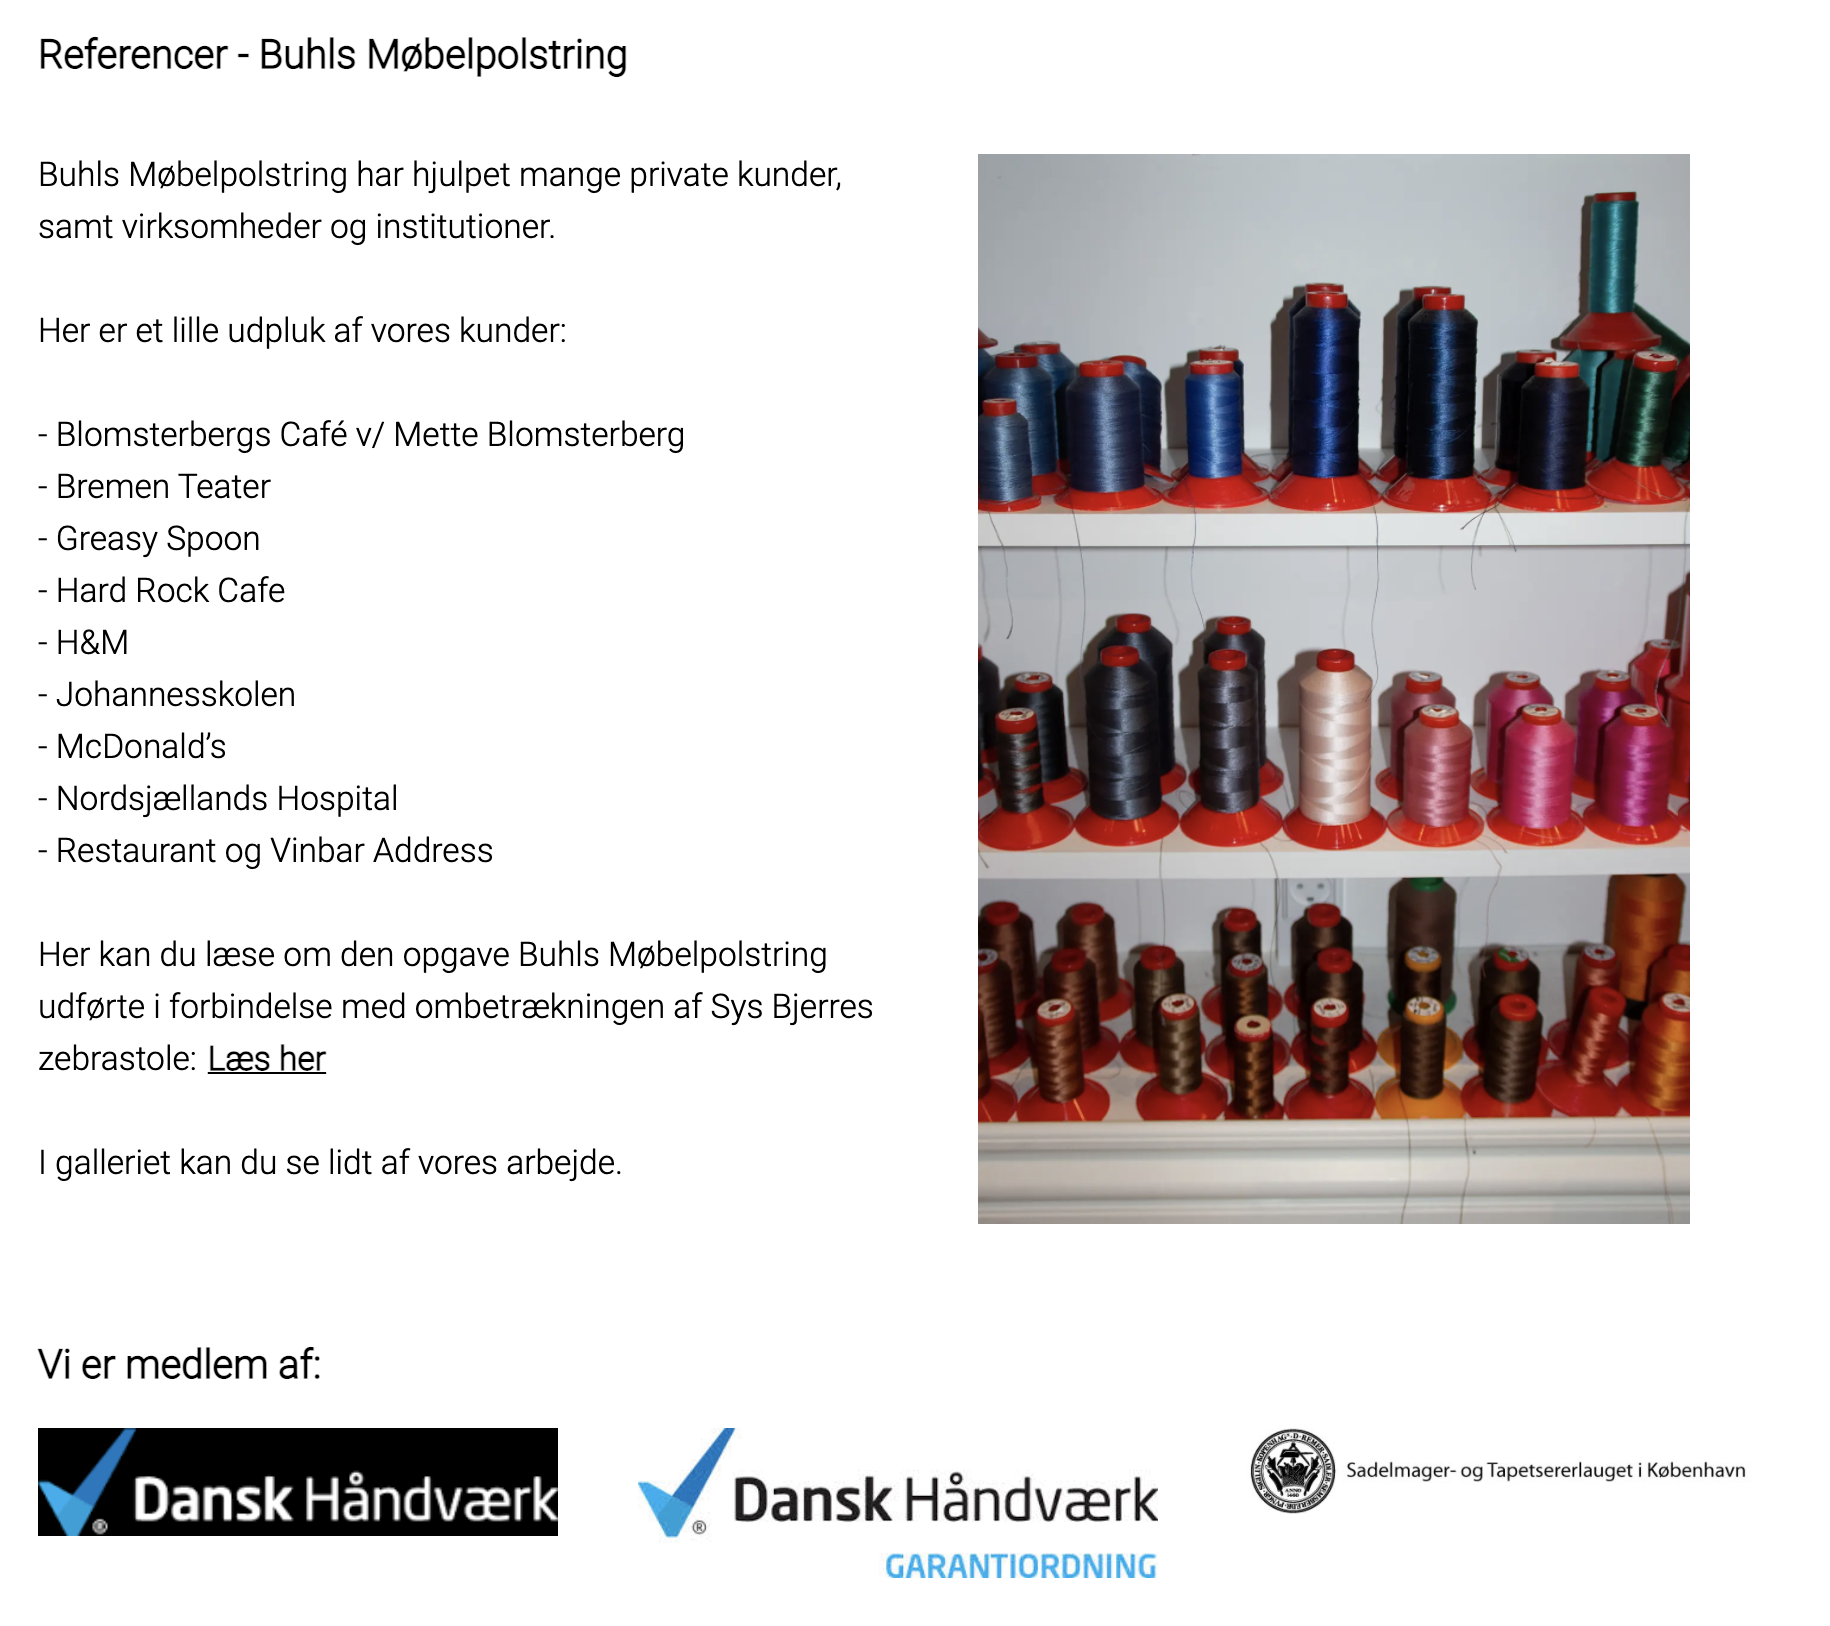 Referencer - Buhls Møbelpolstring
Buhls Møbelpolstring har hjulpet mange private kunder,
samt virksomheder og institutioner.
Her er et lille udpluk af vores kunder:
- Blomsterbergs Café v/ Mette Blomsterberg
- Bremen Teater
- Greasy Spoon
- Hard Rock Cafe
- H&M
- Johannesskolen
- McDonald’s
- Nordsjællands Hospital
- Restaurant og Vinbar Address
Her kan du læse om den opgave Buhls Møbelpolstring
udførte i forbindelse med ombetrækningen af Sys Bjerres
zebrastole: Læs her
I galleriet kan du se lidt af vores arbejde.
Vi er medlem af:
® Dansk Håndværk
® Dansk Håndværk
GARANTIORDNING
ANNO
Sadelmager- og Tapetsererlauget i København